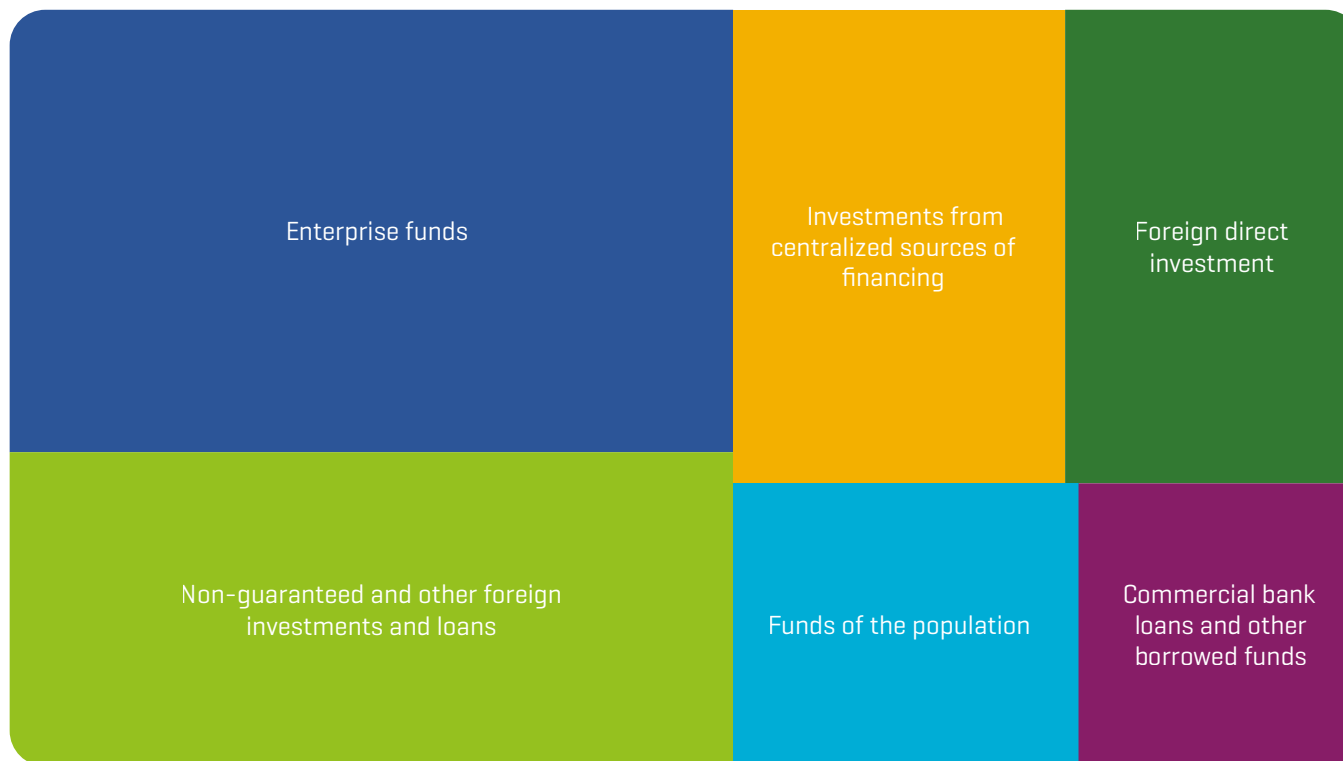 Enterprise funds
Investments from
centralized sources of
financing
Foreign direct
investment
Non-guaranteed and other foreign
investments and loans
Funds of the population
Commercial bank
loans and other
borrowed funds